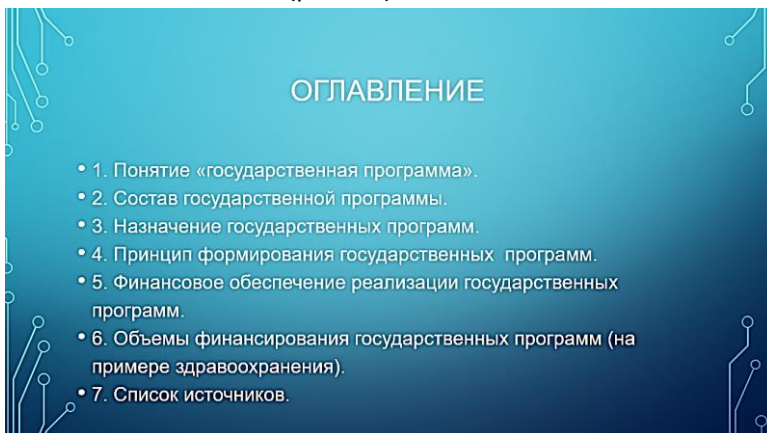 ОГЛАВЛЕНИЕ
• 1. Понятие «государственная программа».
• 2. Состав государственной программы.
• 3. Назначение государственных программ.
• 4. Принцип формирования государственных программ.
• 5. Финансовое обеспечение реализации государственных
программ.
• 6. Объемы финансирования государственных программ (на
примере здравоохранения).
• 7. Список источников.